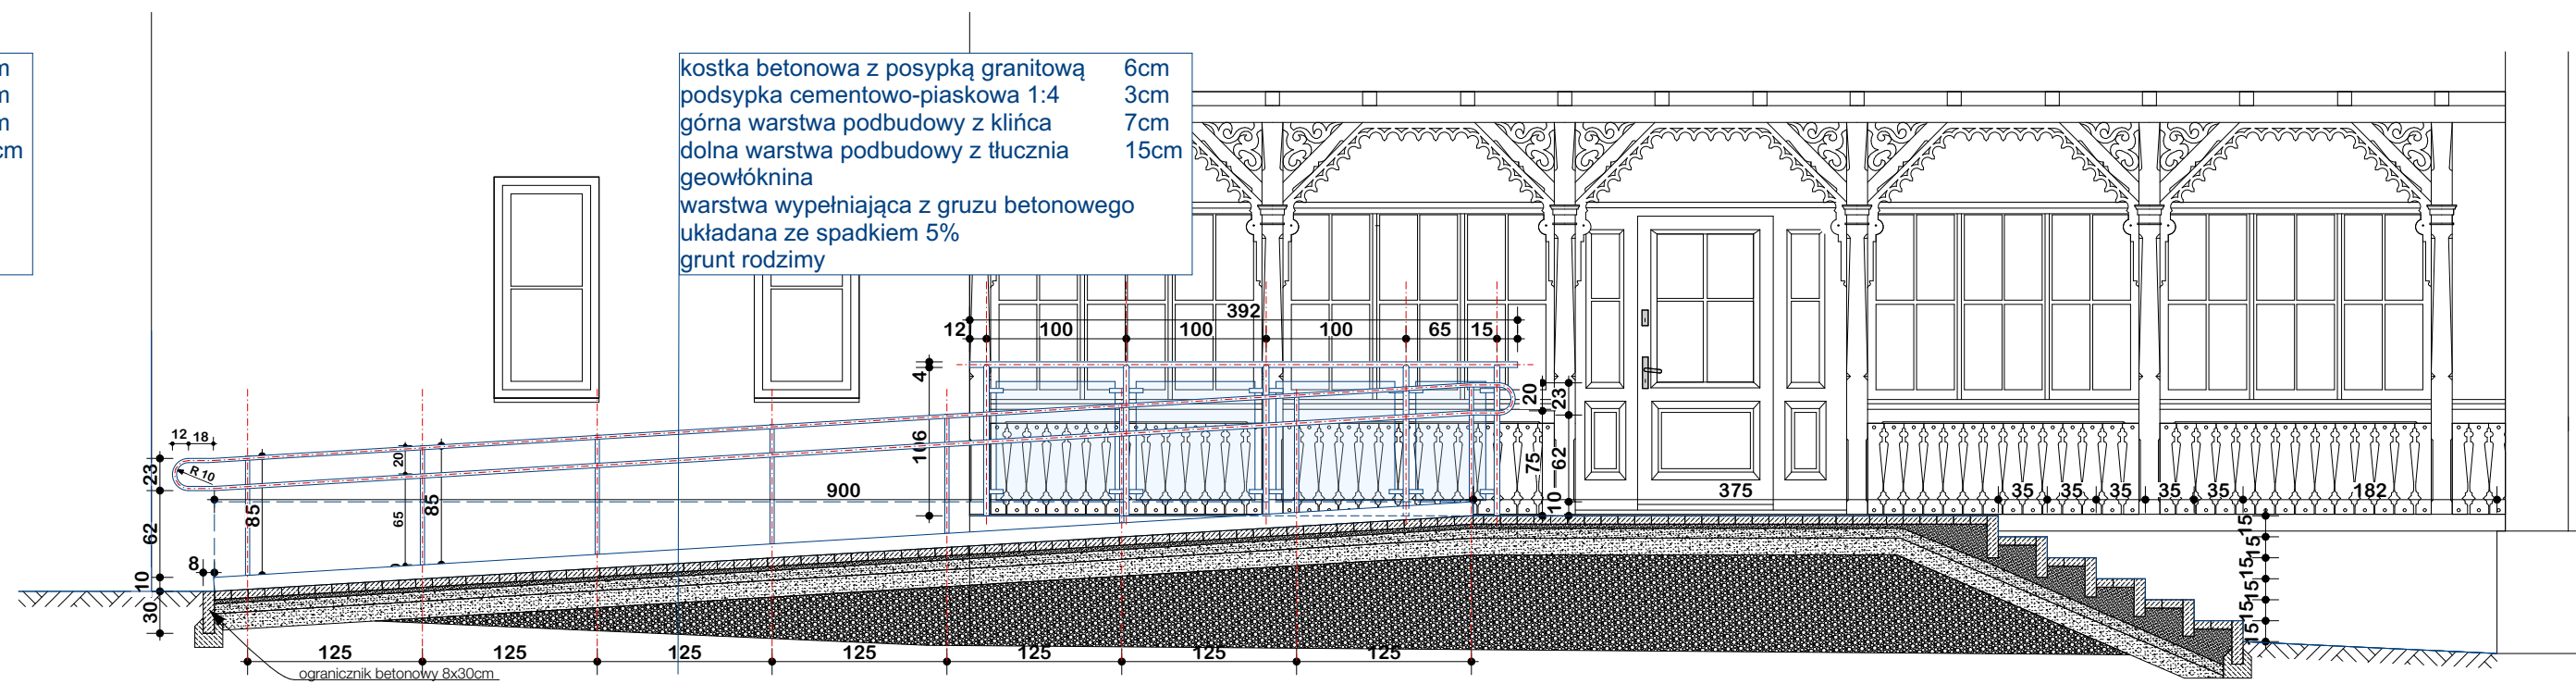 m
m
m
cm
kostka betonowa z posypką granitową 6cm
podsypka cementowo-piaskowa 1:4 3cm
górna warstwa podbudowy z klińca 7cm
dolna warstwa podbudowy z tłucznia 15cm
geowłóknina
warstwa wypełniająca z gruzu betonowego
układana ze spadkiem 5%
grunt rodzimy
392
12 100 100 100 65 15
4
106
20
23
75
62
10
12 18
R 10
23
62
10
30
8
85
20
65
85
900
375
35 35 35 35 35 182
15
15
15
15
15
15
125 125 125 125 125 125 125
ogranicznik betonowy 8x30cm